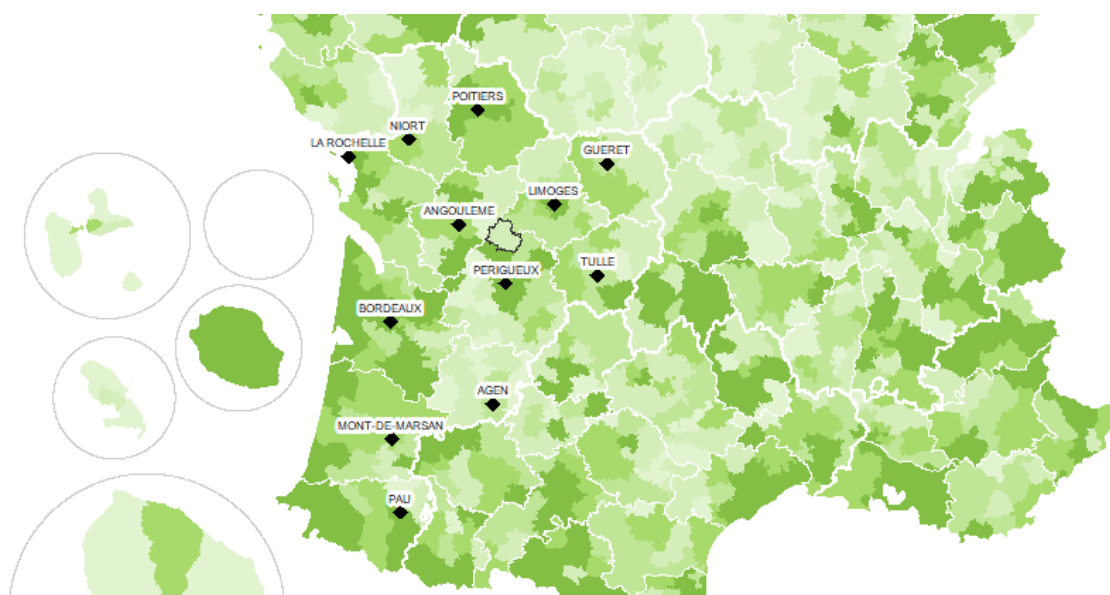 POITIERS
NIORT
LA ROCHELLE
GUERET
LIMOGES
ANGOULEME
TULLE
PERIGUEUX
BORDEAUX
AGEN
MONT-DE-MARSAN
PAU